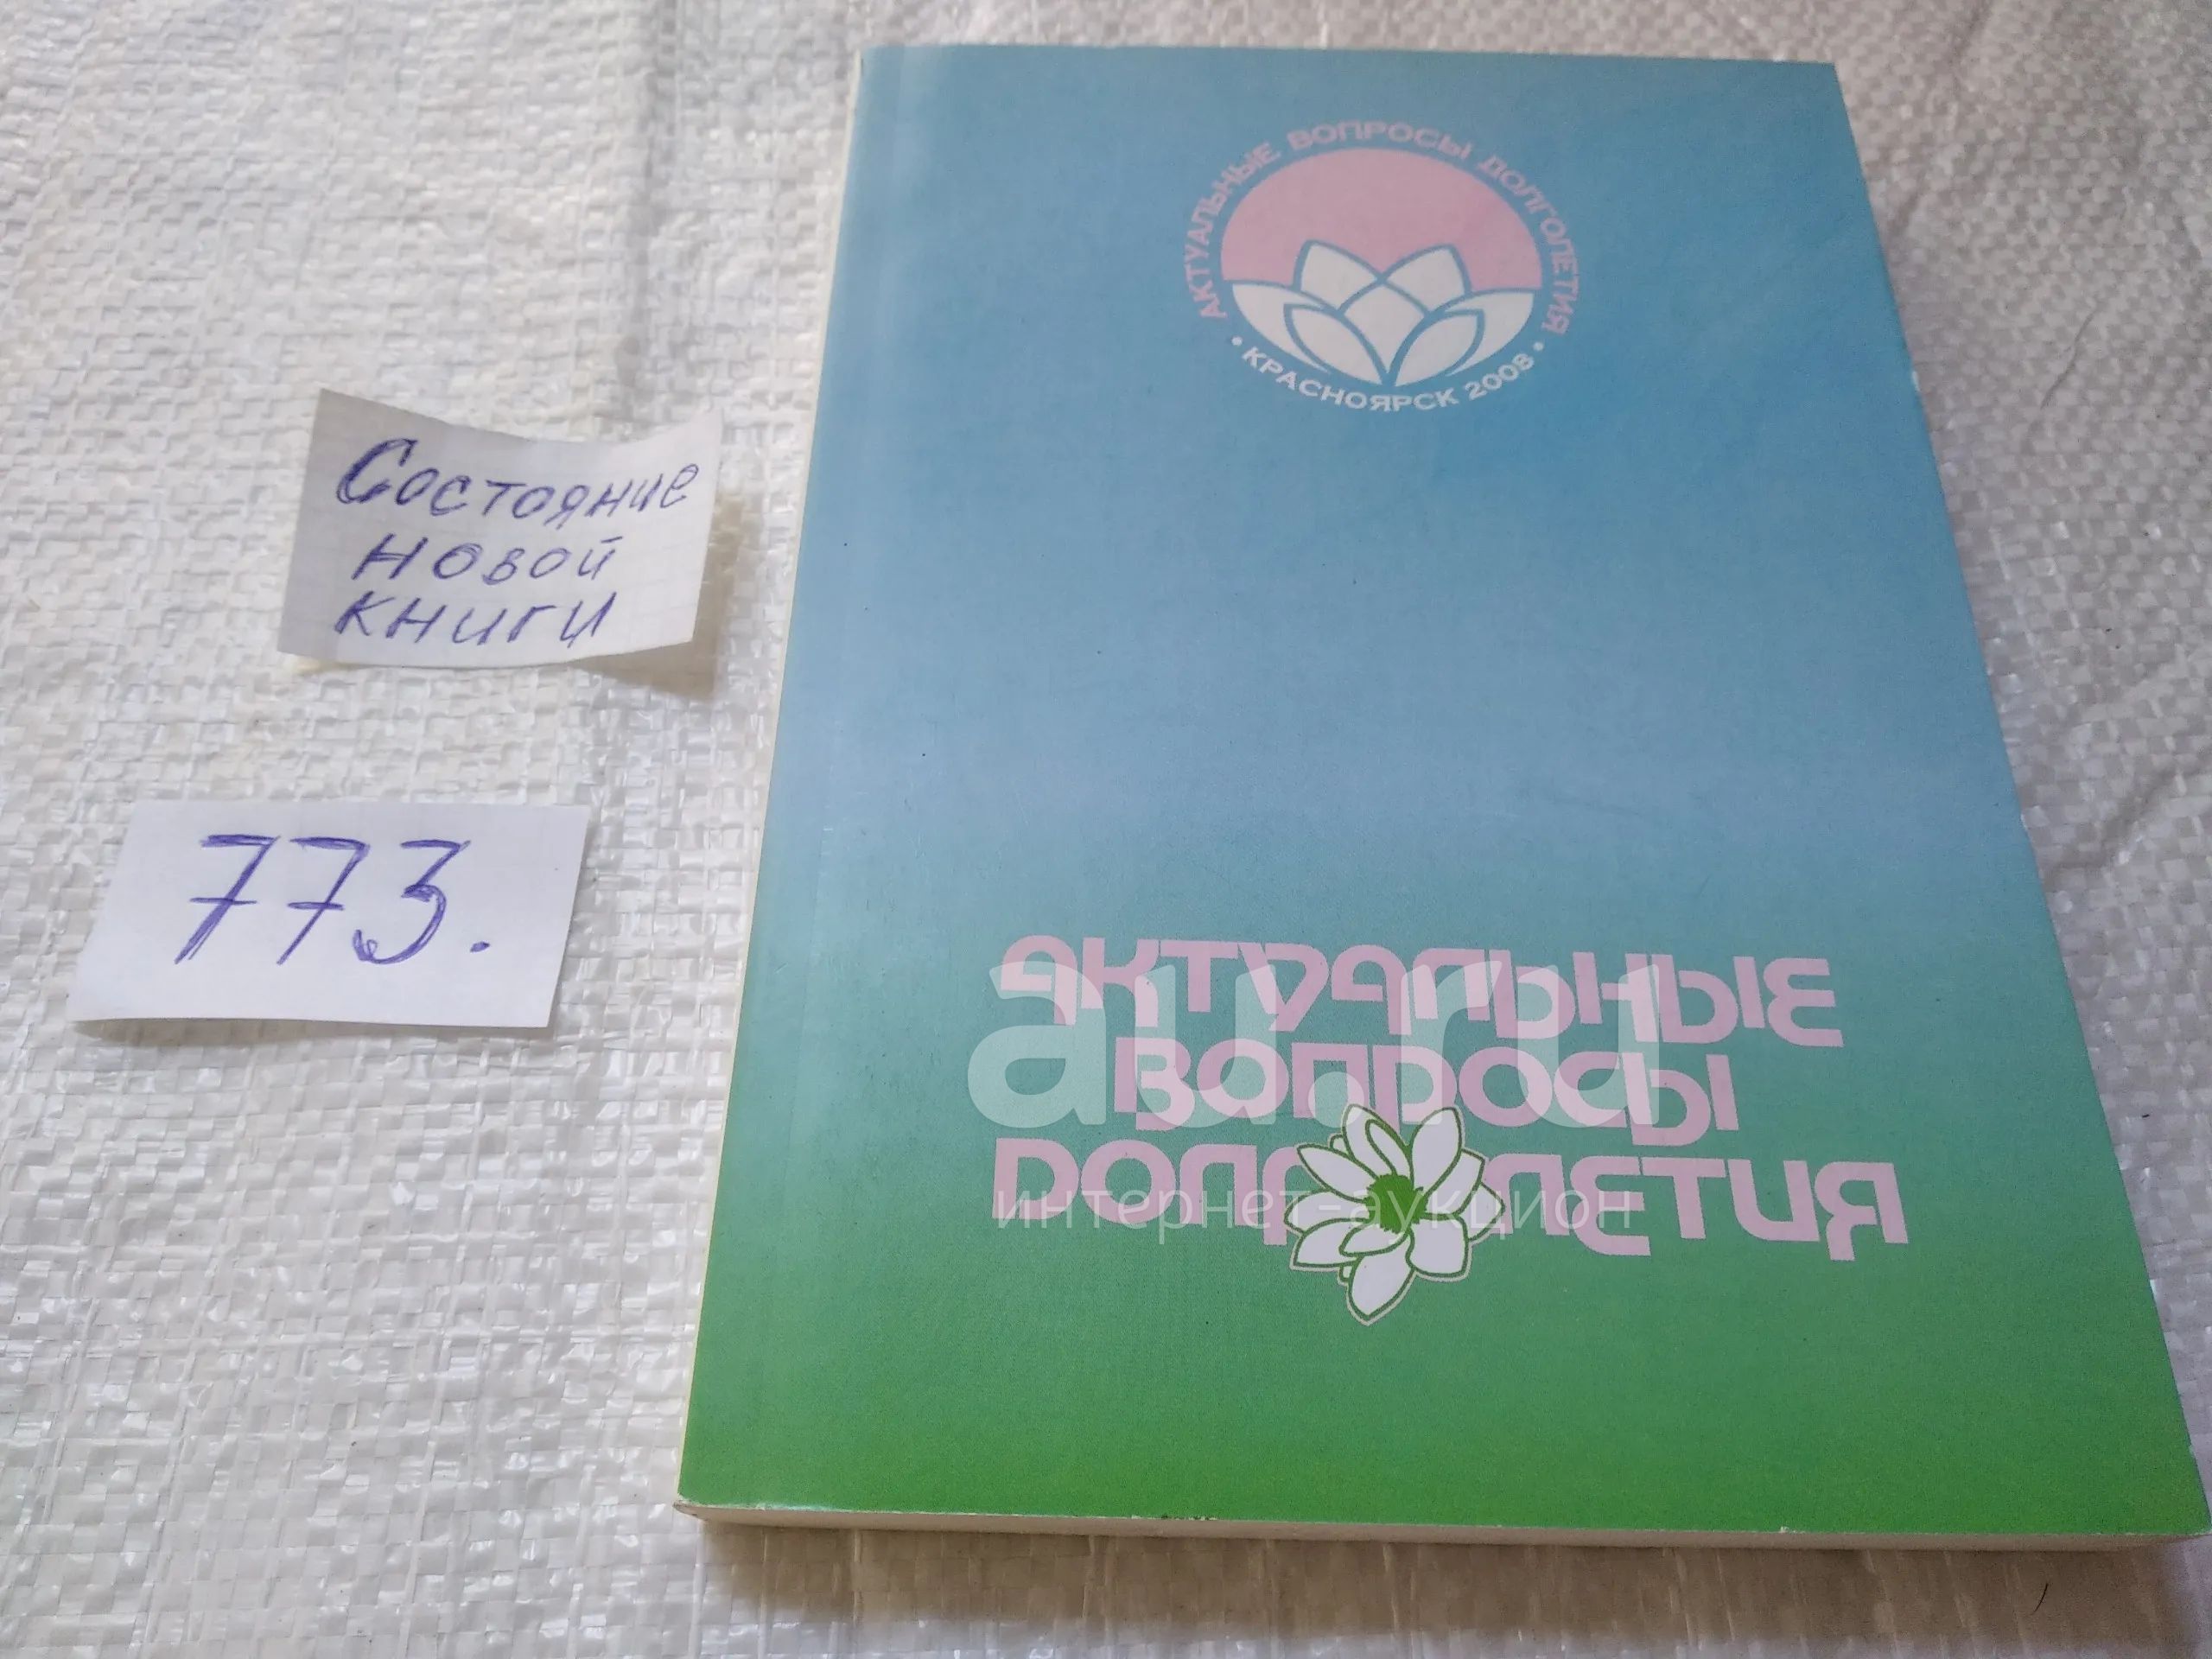 АКТУАЛЬНЫЕ ВОПРОСЫ ДОЛГОЛЕТИЯ
• КРАСНОЯРСК 2008 •
Состояние
новой
книги
773.
АКТУАЛЬНЫЕ
ВОПРОСЫ
ДОЛГОЛЕТИЯ
au.ru
интернет-аукцион